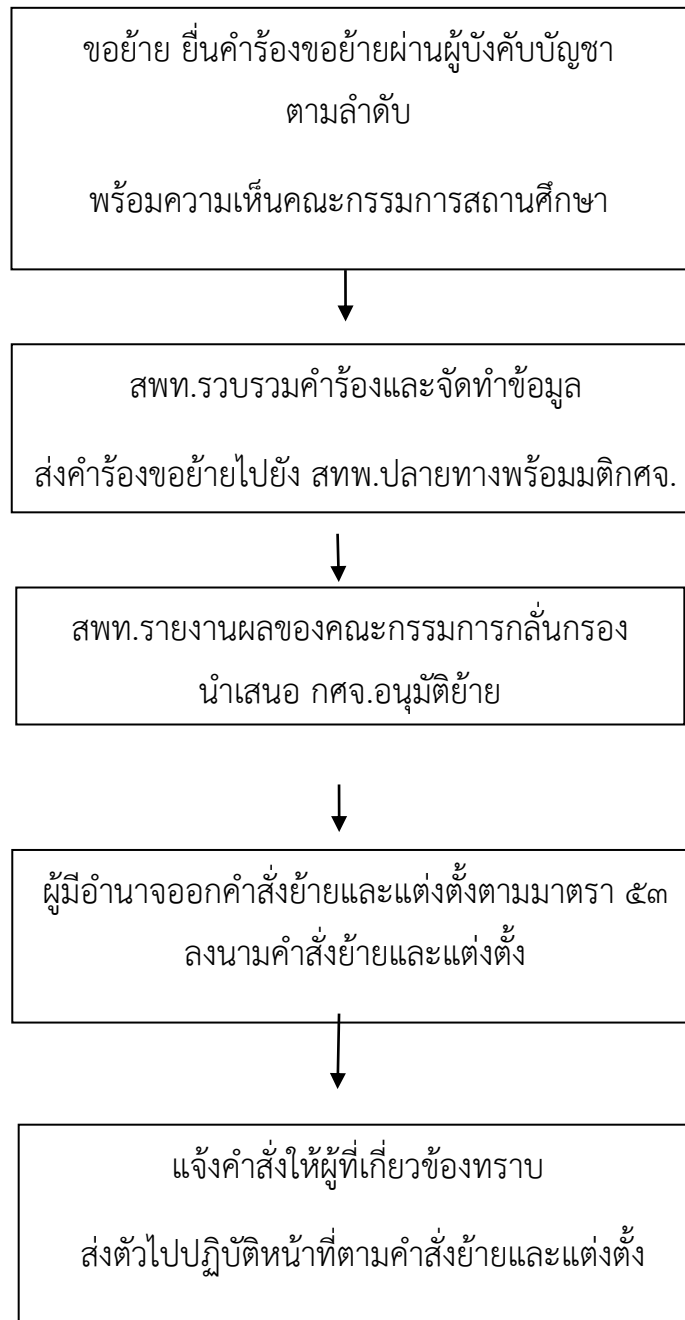 ขอย้าย ยื่นคำร้องขอย้ายผ่านผู้บังคับบัญชา
ตามลำดับ
พร้อมความเห็นคณะกรรมการสถานศึกษา
สพท.รวบรวมคำร้องและจัดทำข้อมูล
ส่งคำร้องขอย้ายไปยัง สทพ.ปลายทางพร้อมมติกศจ.
สพท.รายงานผลของคณะกรรมการกลั่นกรอง
นำเสนอ กศจ.อนุมัติย้าย
ผู้มีอำนาจออกคำสั่งย้ายและแต่งตั้งตามมาตรา ๕๓
ลงนามคำสั่งย้ายและแต่งตั้ง
แจ้งคำสั่งให้ผู้ที่เกี่ยวข้องทราบ
ส่งตัวไปปฏิบัติหน้าที่ตามคำสั่งย้ายและแต่งตั้ง